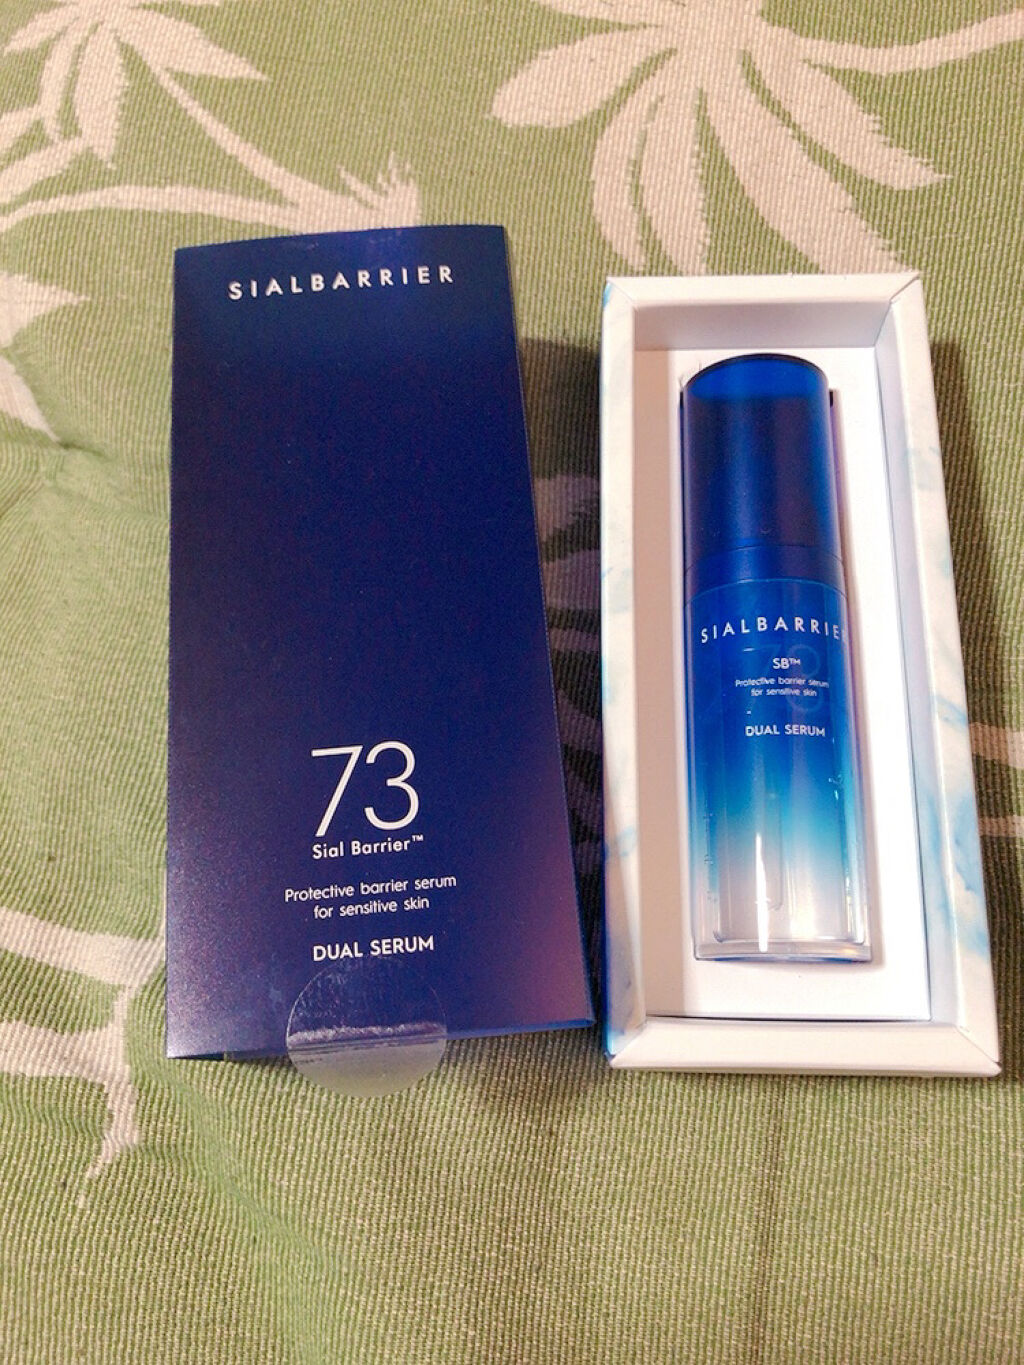 SIALBARRIER
73
Sial Barrier™
Protective barrier serum
for sensitive skin
DUAL SERUM
SIALBARRIER
73
SB™
Protective barrier serum
for sensitive skin
DUAL SERUM